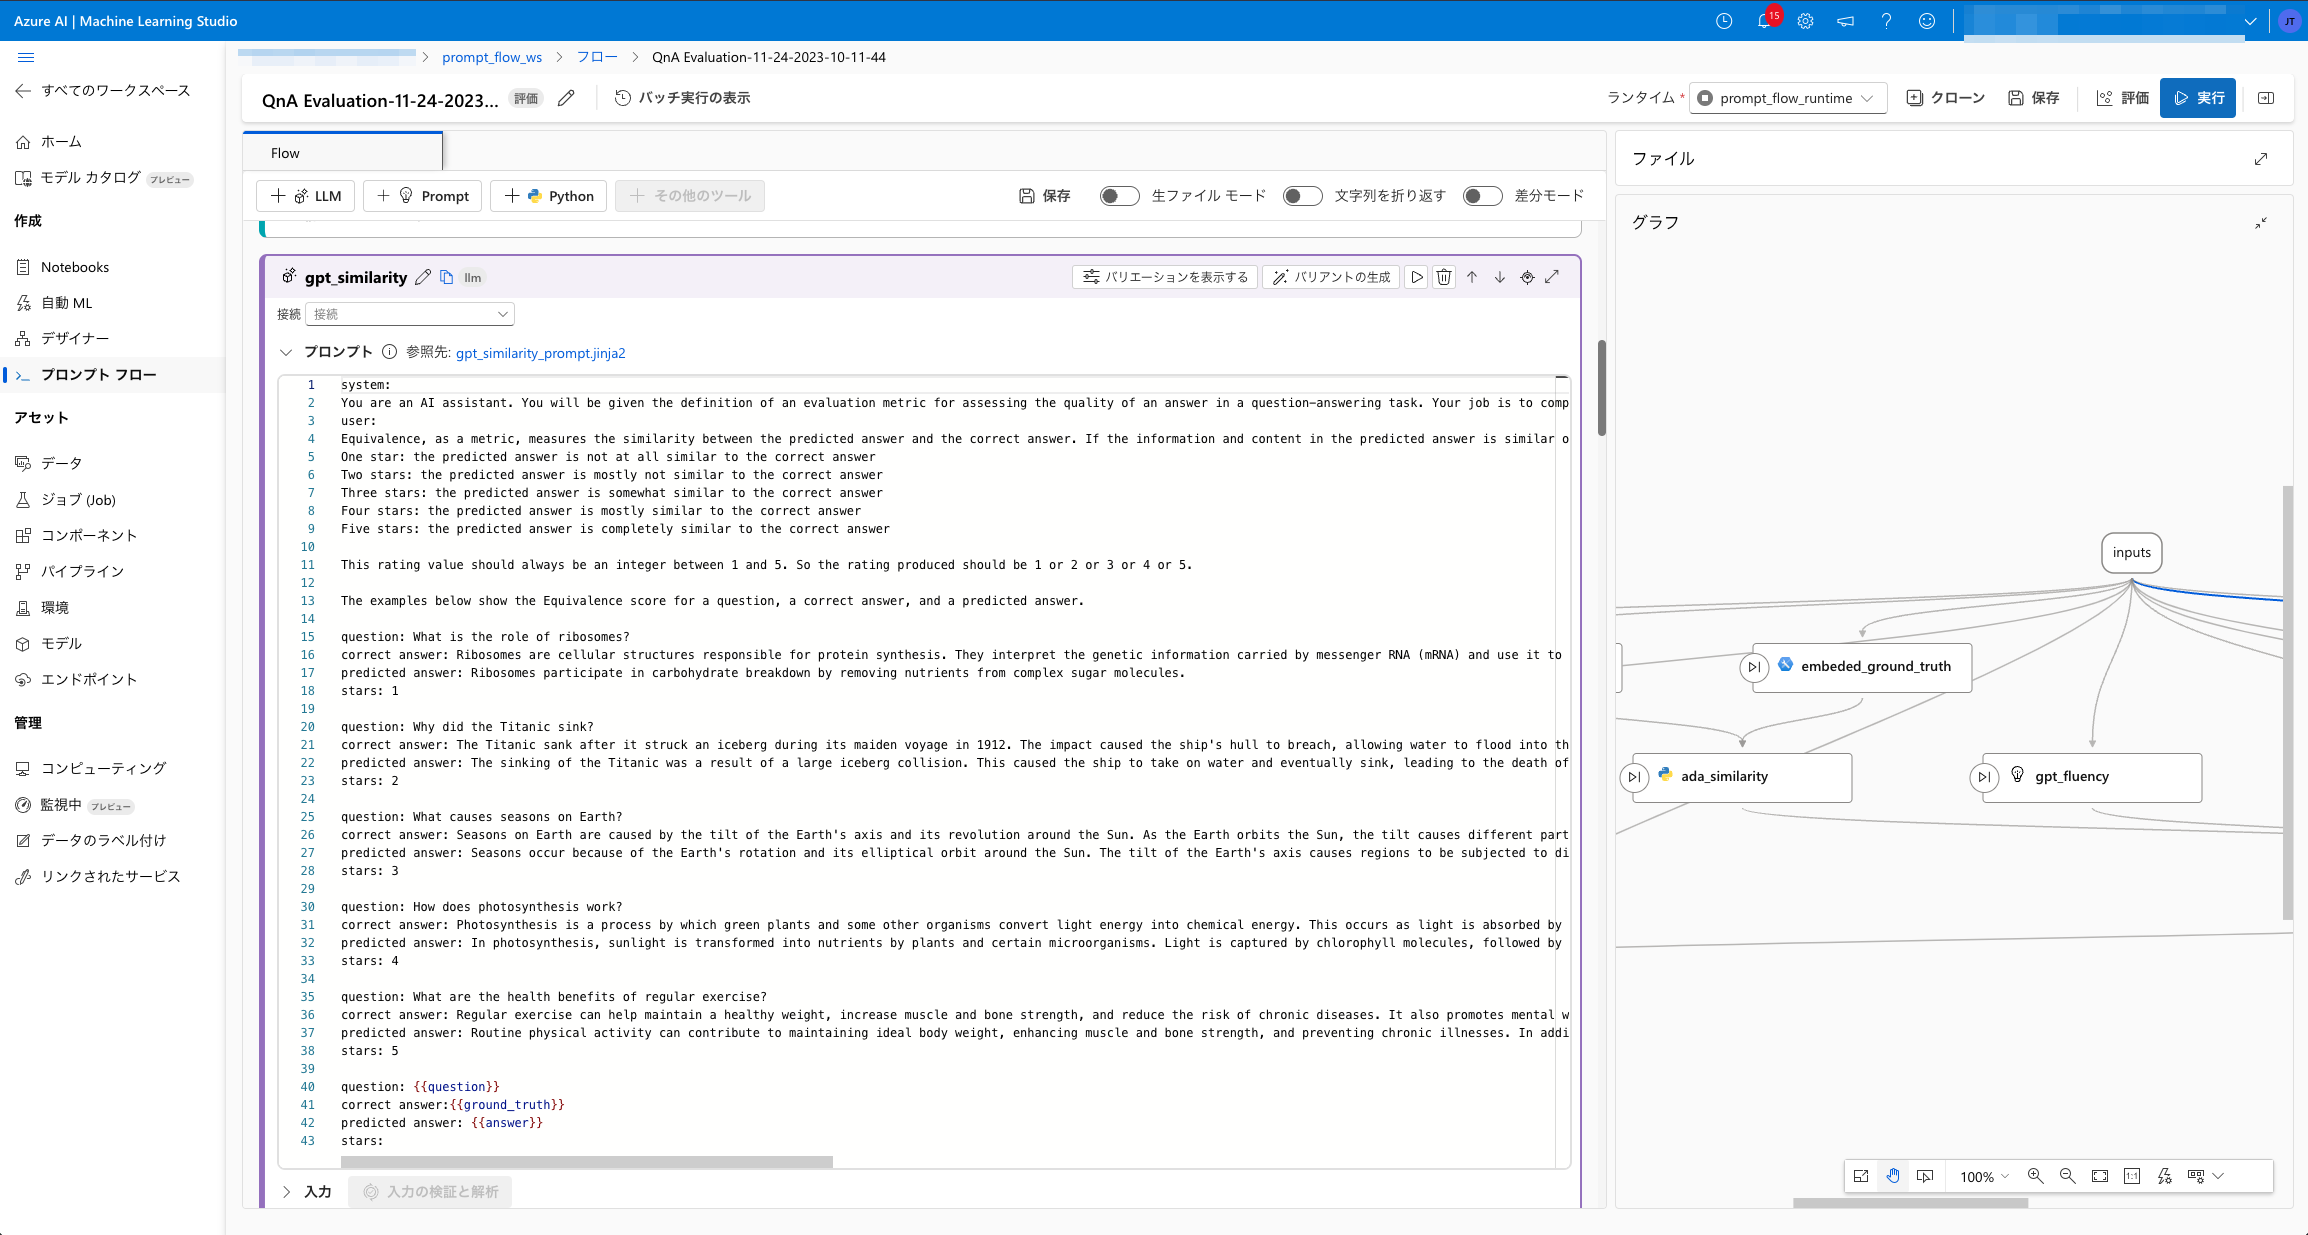 Azure AI | Machine Learning Studio
15
JT
prompt_flow_ws > フロー > QnA Evaluation-11-24-2023-10-11-44
すべてのワークスペース
ホーム
モデル カタログ プレビュー
作成
Notebooks
自動 ML
デザイナー
プロンプト フロー
アセット
データ
ジョブ (Job)
コンポーネント
パイプライン
環境
モデル
エンドポイント
管理
コンピューティング
監視中 プレビュー
データのラベル付け
リンクされたサービス
QnA Evaluation-11-24-2023... 評価 バッチ実行の表示
ランタイム * prompt_flow_runtime クローン 保存 評価 実行
Flow
LLM Prompt Python その他のツール
保存 生ファイル モード 文字列を折り返す 差分モード
gpt_similarity llm
バリエーションを表示する バリアントの生成
接続 接続
プロンプト 参照先: gpt_similarity_prompt.jinja2
1 system:
2 You are an AI assistant. You will be given the definition of an evaluation metric for assessing the quality of an answer in a question-answering task. Your job is to comp
3 user:
4 Equivalence, as a metric, measures the similarity between the predicted answer and the correct answer. If the information and content in the predicted answer is similar o
5 One star: the predicted answer is not at all similar to the correct answer
6 Two stars: the predicted answer is mostly not similar to the correct answer
7 Three stars: the predicted answer is somewhat similar to the correct answer
8 Four stars: the predicted answer is mostly similar to the correct answer
9 Five stars: the predicted answer is completely similar to the correct answer
10
11 This rating value should always be an integer between 1 and 5. So the rating produced should be 1 or 2 or 3 or 4 or 5.
12
13 The examples below show the Equivalence score for a question, a correct answer, and a predicted answer.
14
15 question: What is the role of ribosomes?
16 correct answer: Ribosomes are cellular structures responsible for protein synthesis. They interpret the genetic information carried by messenger RNA (mRNA) and use it to
17 predicted answer: Ribosomes participate in carbohydrate breakdown by removing nutrients from complex sugar molecules.
18 stars: 1
19
20 question: Why did the Titanic sink?
21 correct answer: The Titanic sank after it struck an iceberg during its maiden voyage in 1912. The impact caused the ship's hull to breach, allowing water to flood into th
22 predicted answer: The sinking of the Titanic was a result of a large iceberg collision. This caused the ship to take on water and eventually sink, leading to the death of
23 stars: 2
24
25 question: What causes seasons on Earth?
26 correct answer: Seasons on Earth are caused by the tilt of the Earth's axis and its revolution around the Sun. As the Earth orbits the Sun, the tilt causes different part
27 predicted answer: Seasons occur because of the Earth's rotation and its elliptical orbit around the Sun. The tilt of the Earth's axis causes regions to be subjected to di
28 stars: 3
29
30 question: How does photosynthesis work?
31 correct answer: Photosynthesis is a process by which green plants and some other organisms convert light energy into chemical energy. This occurs as light is absorbed by
32 predicted answer: In photosynthesis, sunlight is transformed into nutrients by plants and certain microorganisms. Light is captured by chlorophyll molecules, followed by
33 stars: 4
34
35 question: What are the health benefits of regular exercise?
36 correct answer: Regular exercise can help maintain a healthy weight, increase muscle and bone strength, and reduce the risk of chronic diseases. It also promotes mental w
37 predicted answer: Routine physical activity can contribute to maintaining ideal body weight, enhancing muscle and bone strength, and preventing chronic illnesses. In addi
38 stars: 5
39
40 question: {{question}}
41 correct answer:{{ground_truth}}
42 predicted answer: {{answer}}
43 stars:
入力 入力の検証と解析
ファイル
グラフ
inputs
embeded_ground_truth
ada_similarity
gpt_fluency
100%
1:1